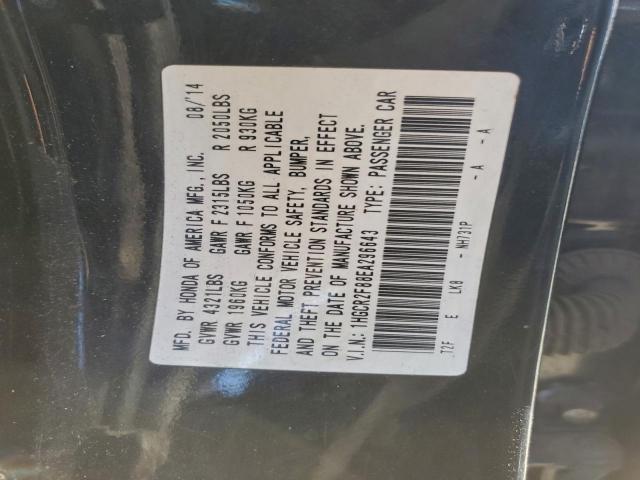 MFD. BY HONDA OF AMERICA MFG., INC. 08/'14
GVWR 4321LBS GAWR F 2315LBS R 2050LBS
GVWR 1960KG GAWR F 1050KG R 930KG
THIS VEHICLE CONFORMS TO ALL APPLICABLE
FEDERAL MOTOR VEHICLE SAFETY, BUMPER,
AND THEFT PREVENTION STANDARDS IN EFFECT
ON THE DATE OF MANUFACTURE SHOWN ABOVE.
V.I.N.: 1HGCR2F88EA296643 TYPE: PASSENGER CAR
T2F E LK8 - NH731P - A - A